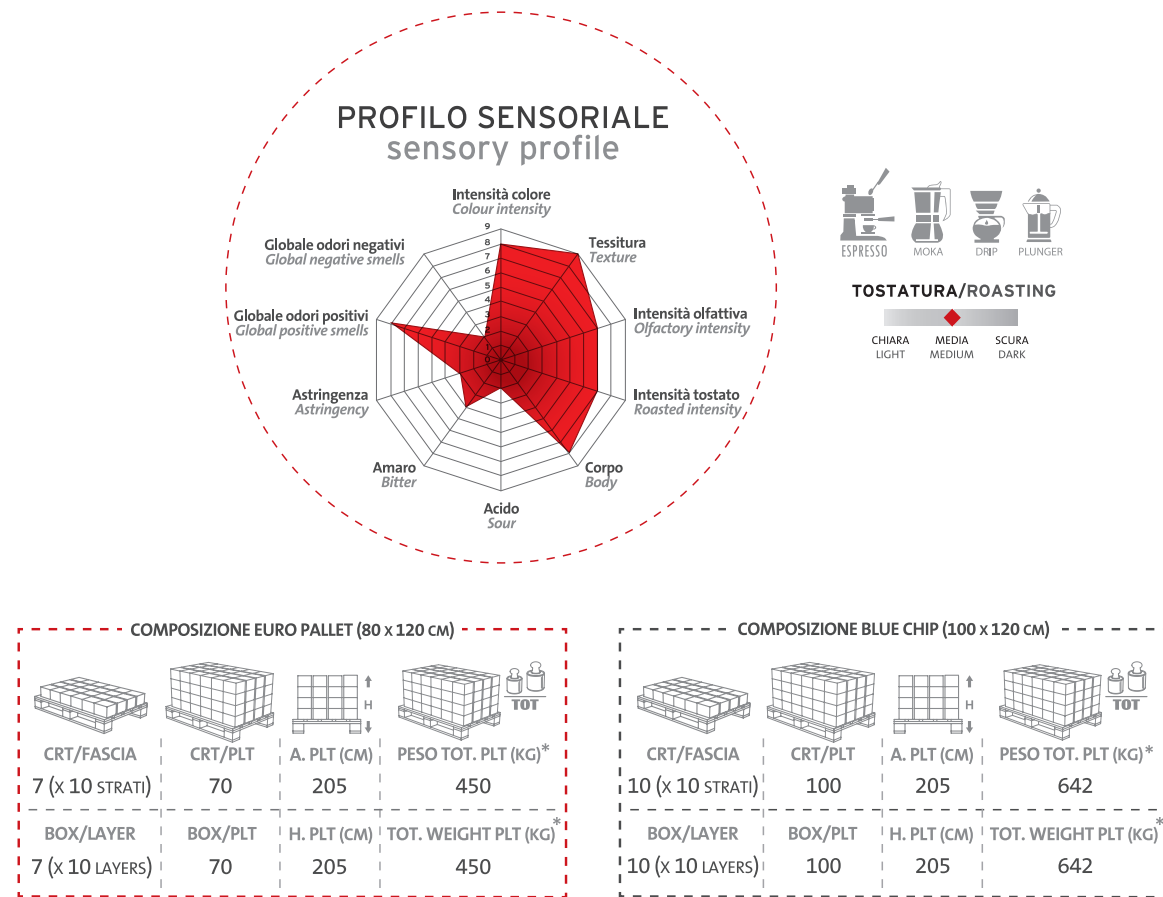 PROFILO SENSORIALE
sensory profile
Intensità colore
Colour intensity
Globale odori negativi
Global negative smells
Tessitura
Texture
Globale odori positivi
Global positive smells
Intensità olfattiva
Olfactory intensity
Astringenza
Astringency
Intensità tostato
Roasted intensity
Amaro
Bitter
Corpo
Body
Acido
Sour
9
8
7
6
5
4
3
2
1
0
ESPRESSO MOKA DRIP PLUNGER
TOSTATURA/ROASTING
CHIARA MEDIA SCURA
LIGHT MEDIUM DARK
COMPOSIZIONE EURO PALLET (80 X 120 CM)
H
TOT
CRT/FASCIA CRT/PLT A. PLT (CM) PESO TOT. PLT (KG)*
7 (X 10 STRATI) 70 205 450
BOX/LAYER BOX/PLT H. PLT (CM) TOT. WEIGHT PLT (KG)*
7 (X 10 LAYERS) 70 205 450
COMPOSIZIONE BLUE CHIP (100 X 120 CM)
H
TOT
CRT/FASCIA CRT/PLT A. PLT (CM) PESO TOT. PLT (KG)*
10 (X 10 STRATI) 100 205 642
BOX/LAYER BOX/PLT H. PLT (CM) TOT. WEIGHT PLT (KG)*
10 (X 10 LAYERS) 100 205 642